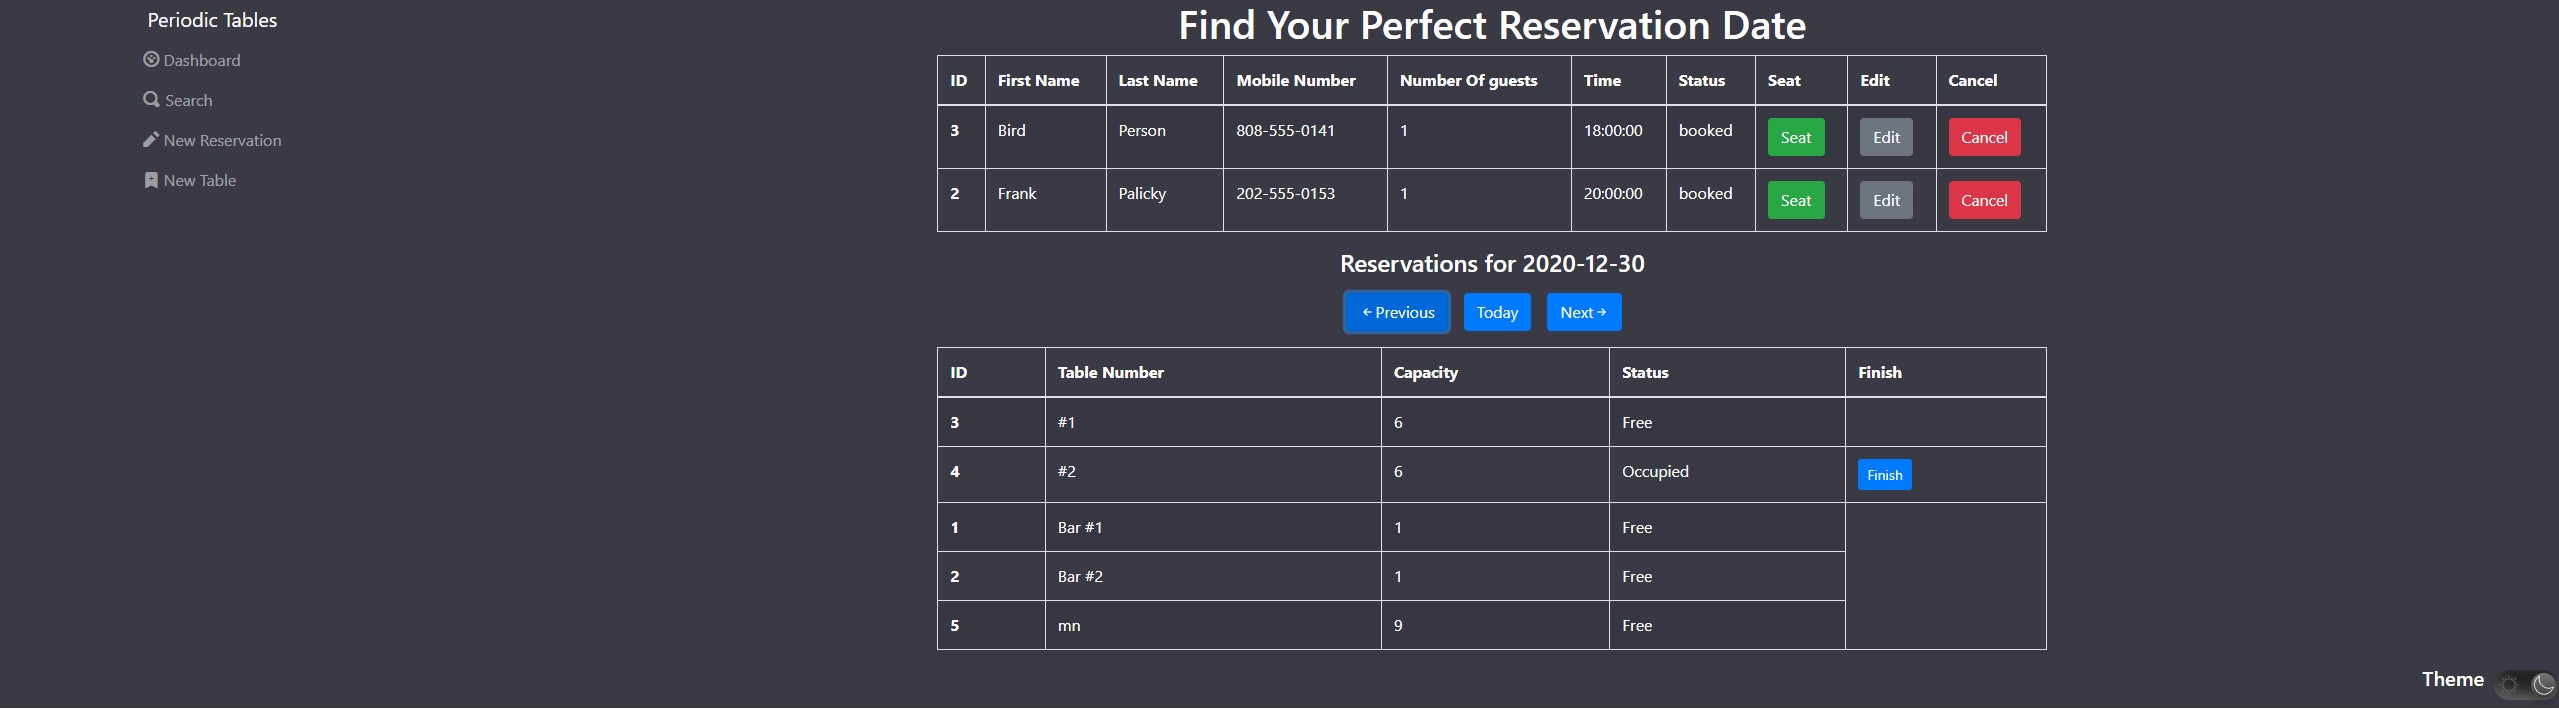 Periodic Tables
Dashboard
Search
New Reservation
New Table
Find Your Perfect Reservation Date
ID First Name Last Name Mobile Number Number Of guests Time Status Seat Edit Cancel
3 Bird Person 808-555-0141 1 18:00:00 booked Seat Edit Cancel
2 Frank Palicky 202-555-0153 1 20:00:00 booked Seat Edit Cancel
Reservations for 2020-12-30
←Previous Today Next→
ID Table Number Capacity Status Finish
3 #1 6 Free
4 #2 6 Occupied Finish
1 Bar #1 1 Free
2 Bar #2 1 Free
5 mn 9 Free
Theme